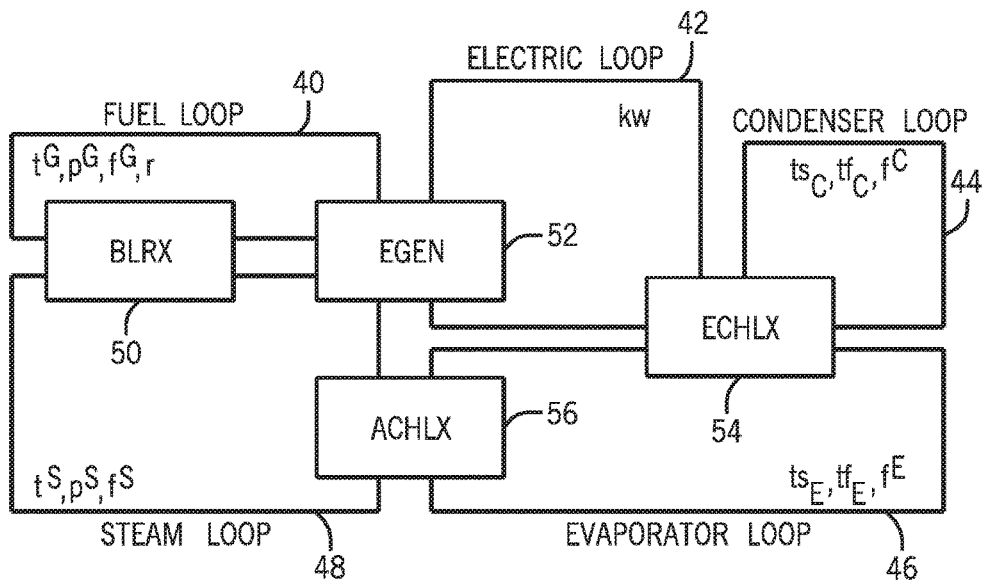 42
ELECTRIC LOOP
40
FUEL LOOP
kw
CONDENSER LOOP
t^G,p^G,f^G,r
ts_C,tf_C,f^C
44
BLRX
EGEN
52
50
ECHLX
ACHLX
56
54
t^S,p^S,f^S
ts_E,tf_E,f^E
STEAM LOOP
48
EVAPORATOR LOOP
46